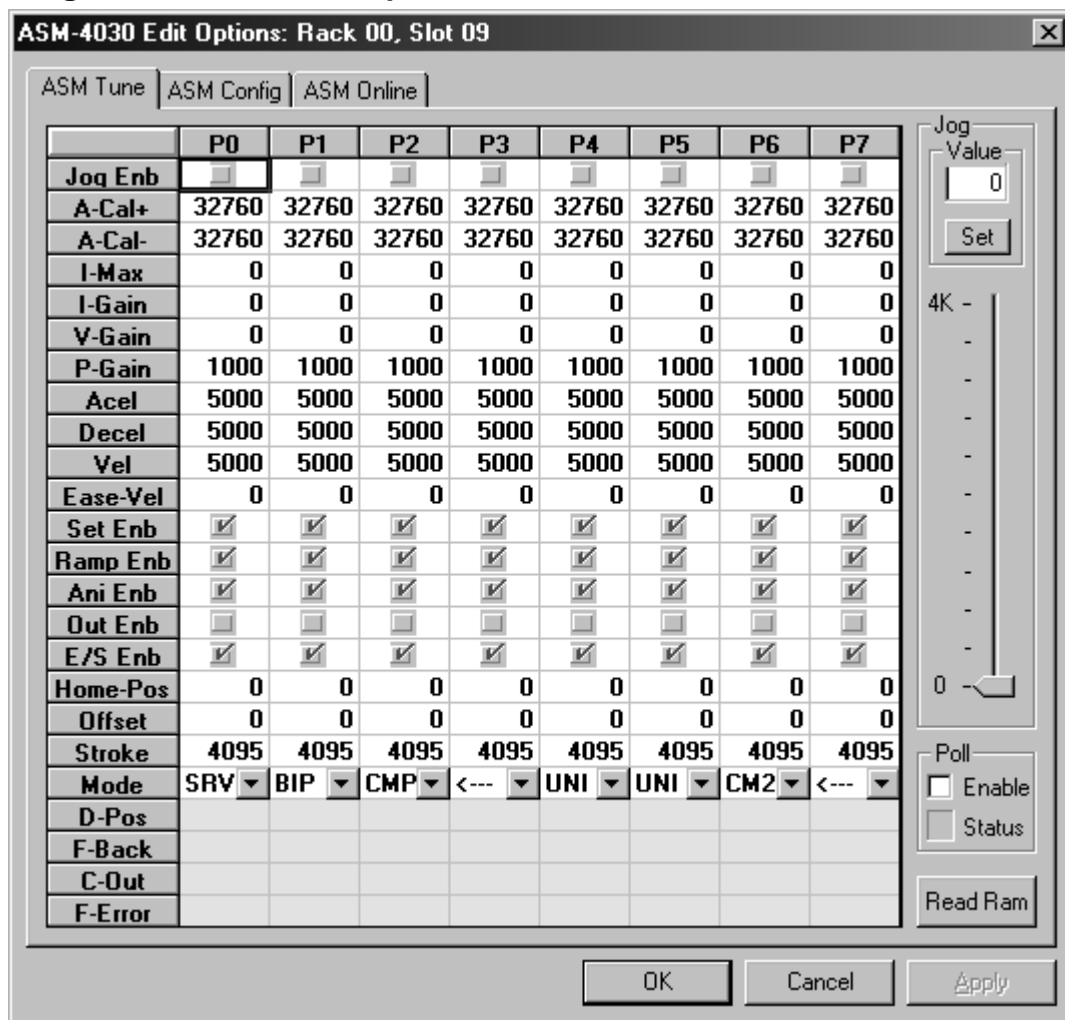 ASM-4030 Edit Options: Rack 00, Slot 09
ASM Tune ASM Config ASM Online
P0 P1 P2 P3 P4 P5 P6 P7
Jog Enb
A-Cal+ 32760 32760 32760 32760 32760 32760 32760 32760
A-Cal- 32760 32760 32760 32760 32760 32760 32760 32760
I-Max 0 0 0 0 0 0 0 0
I-Gain 0 0 0 0 0 0 0 0
V-Gain 0 0 0 0 0 0 0 0
P-Gain 1000 1000 1000 1000 1000 1000 1000 1000
Acel 5000 5000 5000 5000 5000 5000 5000 5000
Decel 5000 5000 5000 5000 5000 5000 5000 5000
Vel 5000 5000 5000 5000 5000 5000 5000 5000
Ease-Vel 0 0 0 0 0 0 0 0
Set Enb
Ramp Enb
Ani Enb
Out Enb
E/S Enb
Home-Pos 0 0 0 0 0 0 0 0
Offset 0 0 0 0 0 0 0 0
Stroke 4095 4095 4095 4095 4095 4095 4095 4095
Mode SRV BIP CMP <--- UNI UNI CM2 <---
D-Pos
F-Back
C-Out
F-Error
Jog
Value
0
Set
4K -
0 -
Poll
Enable
Status
Read Ram
OK Cancel Apply